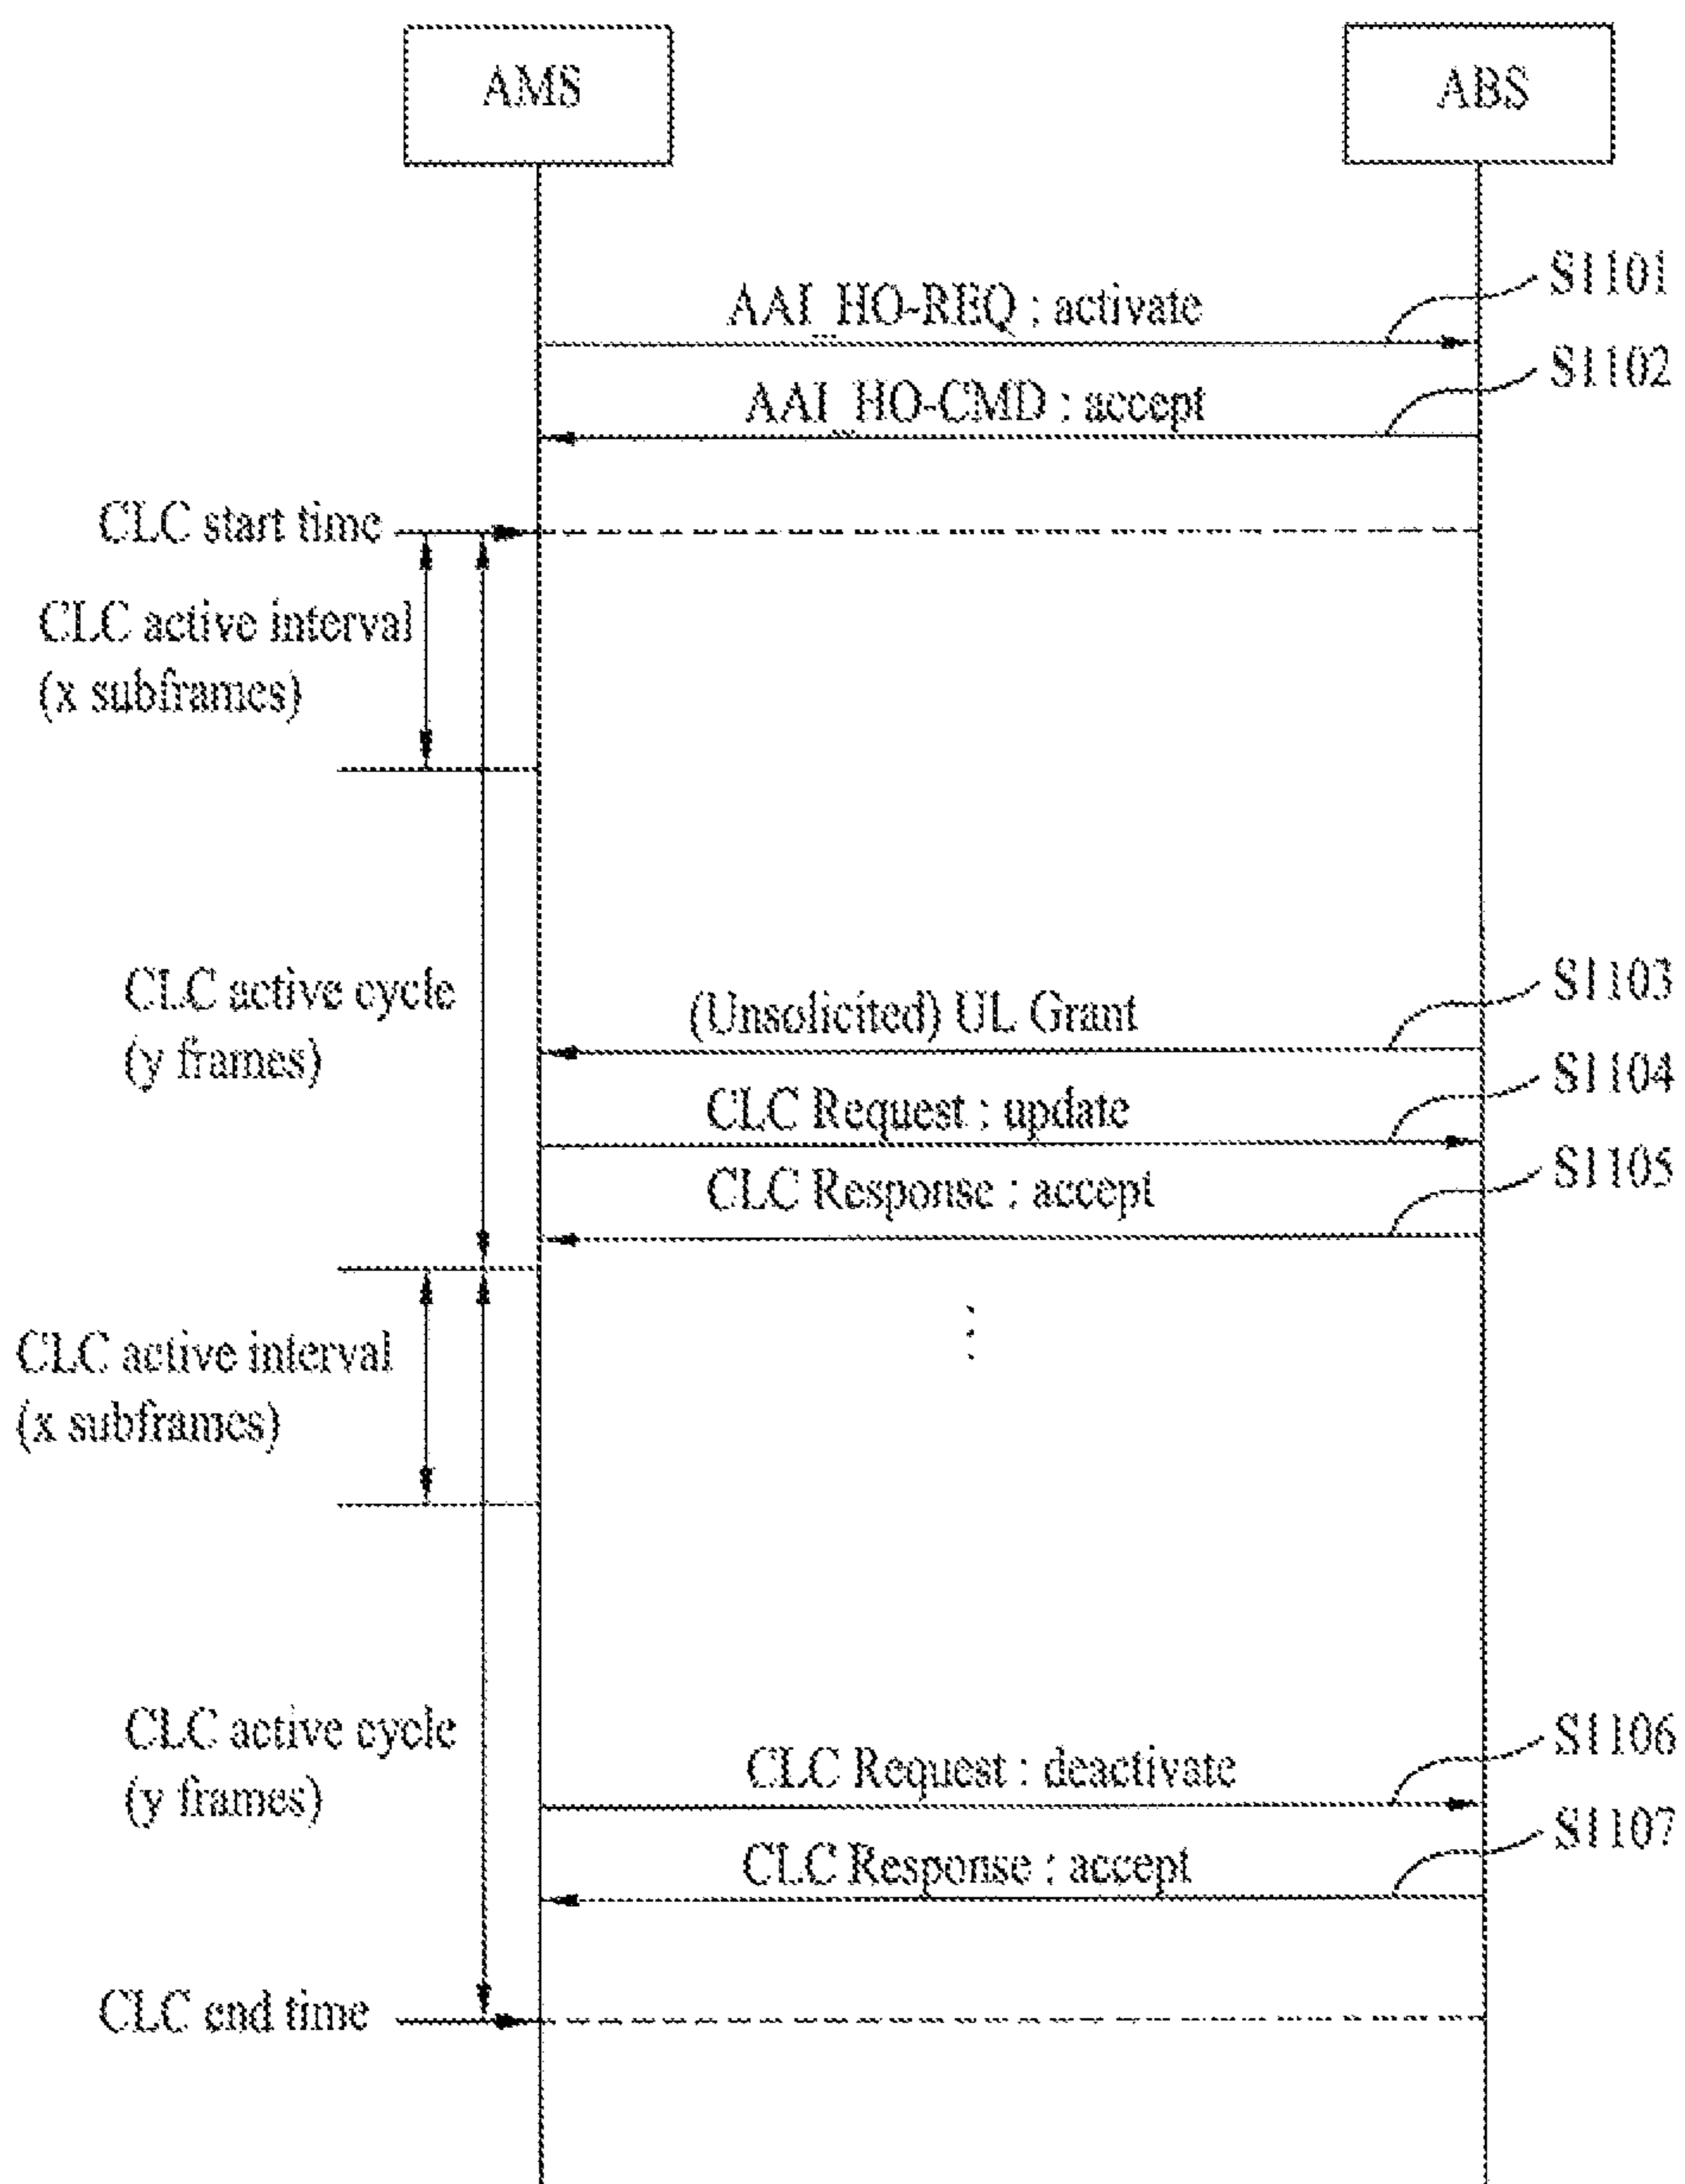 AMS
ABS
AAI_HO-REQ : activate
S1101
AAI_HO-CMD : accept
S1102
CLC start time
CLC active interval
(x subframes)
CLC active cycle
(y frames)
(Unsolicited) UL Grant
S1103
CLC Request : update
S1104
CLC Response : accept
S1105
CLC active interval
(x subframes)
CLC active cycle
(y frames)
CLC Request : deactivate
S1106
CLC Response : accept
S1107
CLC end time